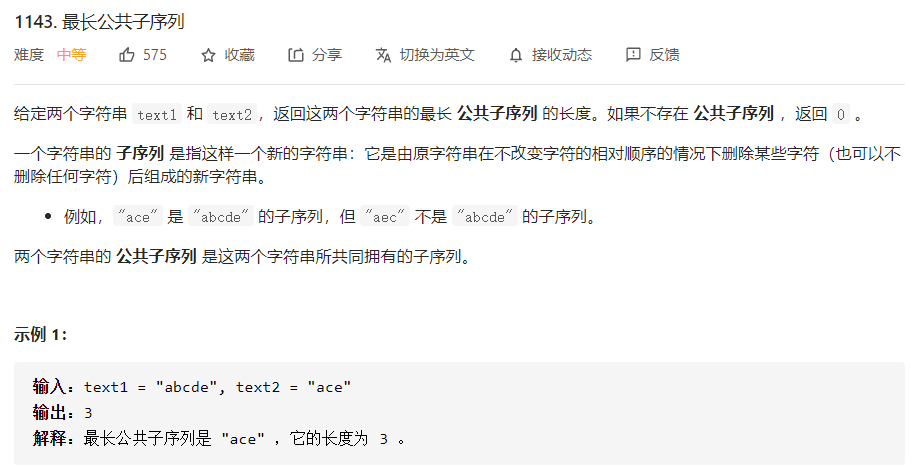 1143. 最长公共子序列
难度 中等 575 收藏 分享 切换为英文 接收动态 反馈
给定两个字符串 text1 和 text2，返回这两个字符串的最长 公共子序列 的长度。如果不存在 公共子序列 ，返回 0 。
一个字符串的 子序列 是指这样一个新的字符串：它是由原字符串在不改变字符的相对顺序的情况下删除某些字符（也可以不
删除任何字符）后组成的新字符串。
• 例如，"ace" 是 "abcde" 的子序列，但 "aec" 不是 "abcde" 的子序列。
两个字符串的 公共子序列 是这两个字符串所共同拥有的子序列。
示例 1：
输入：text1 = "abcde", text2 = "ace"
输出：3
解释：最长公共子序列是 "ace" ，它的长度为 3 。